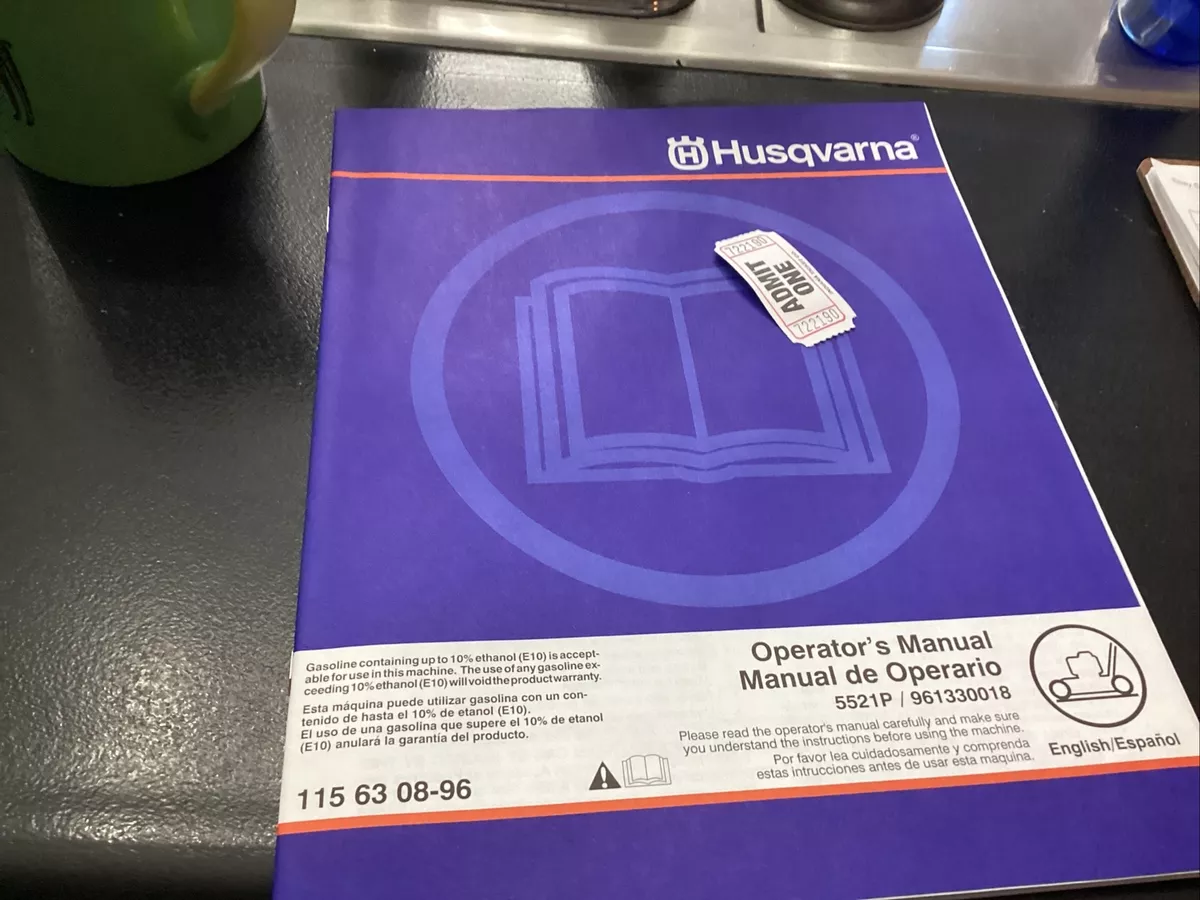 Husqvarna®
722190
ADMIT
ONE
722190
Gasoline containing up to 10% ethanol (E10) is accept-
able for use in this machine. The use of any gasoline ex-
ceeding 10% ethanol (E10) will void the product warranty.
Esta máquina puede utilizar gasolina con un con-
tenido de hasta el 10% de etanol (E10).
El uso de una gasolina que supere el 10% de etanol
(E10) anulará la garantía del producto.
115 63 08-96
Operator's Manual
Manual de Operario
5521P / 961330018
Please read the operator's manual carefully and make sure
you understand the instructions before using the machine.
Por favor lea cuidadosamente y comprenda
estas intrucciones antes de usar esta maquina.
English/Español